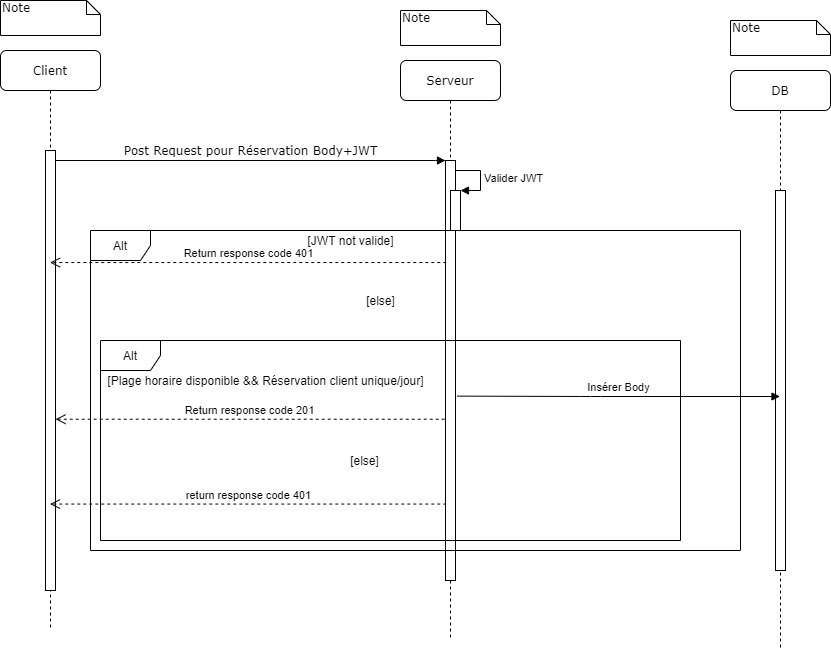 Note
Note
Note
Client
Serveur
DB
Post Request pour Réservation Body+JWT
Valider JWT
Alt
[JWT not valide]
Return response code 401
[else]
Alt
[Plage horaire disponible && Réservation client unique/jour]
Insérer Body
Return response code 201
[else]
return response code 401